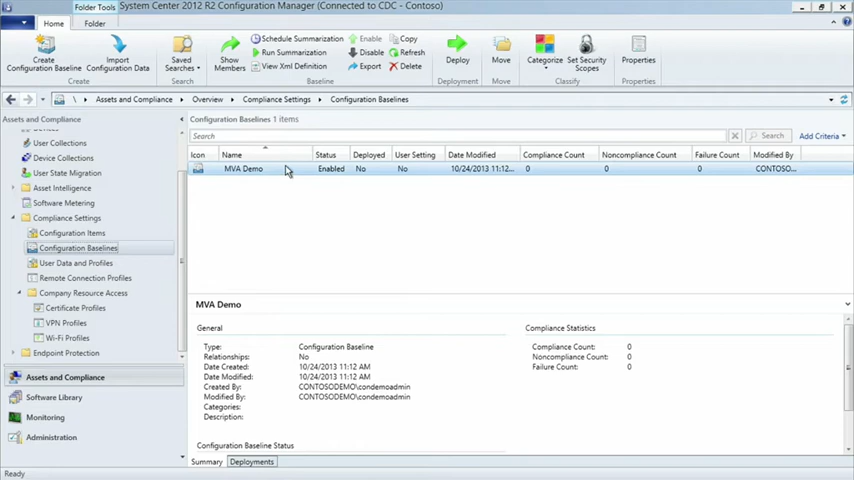 Folder Tools System Center 2012 R2 Configuration Manager (Connected to CDC - Contoso)
Home Folder
Create Configuration Baseline
Import Configuration Data
Create
Saved Searches
Search
Show Members
Schedule Summarization
Run Summarization
View Xml Definition
Enable
Disable
Export
Copy
Refresh
Delete
Baseline
Deploy
Deployment
Move
Move
Categorize
Set Security Scopes
Classify
Properties
Properties
\ Assets and Compliance Overview Compliance Settings Configuration Baselines
Assets and Compliance
User Collections
Device Collections
User State Migration
Asset Intelligence
Software Metering
Compliance Settings
Configuration Items
Configuration Baselines
User Data and Profiles
Remote Connection Profiles
Company Resource Access
Certificate Profiles
VPN Profiles
Wi-Fi Profiles
Endpoint Protection
Assets and Compliance
Software Library
Monitoring
Administration
Configuration Baselines 1 items
Search Search Add Criteria
Icon Name Status Deployed User Setting Date Modified Compliance Count Noncompliance Count Failure Count Modified By
MVA Demo Enabled No No 10/24/2013 11:12... 0 0 0 CONTOSO...
MVA Demo
General
Type: Configuration Baseline
Relationships: No
Date Created: 10/24/2013 11:12 AM
Date Modified: 10/24/2013 11:12 AM
Created By: CONTOSODEMO\condemoadmin
Modified By: CONTOSODEMO\condemoadmin
Categories:
Description:
Compliance Statistics
Compliance Count: 0
Noncompliance Count: 0
Failure Count: 0
Configuration Baseline Status
Summary Deployments
Ready